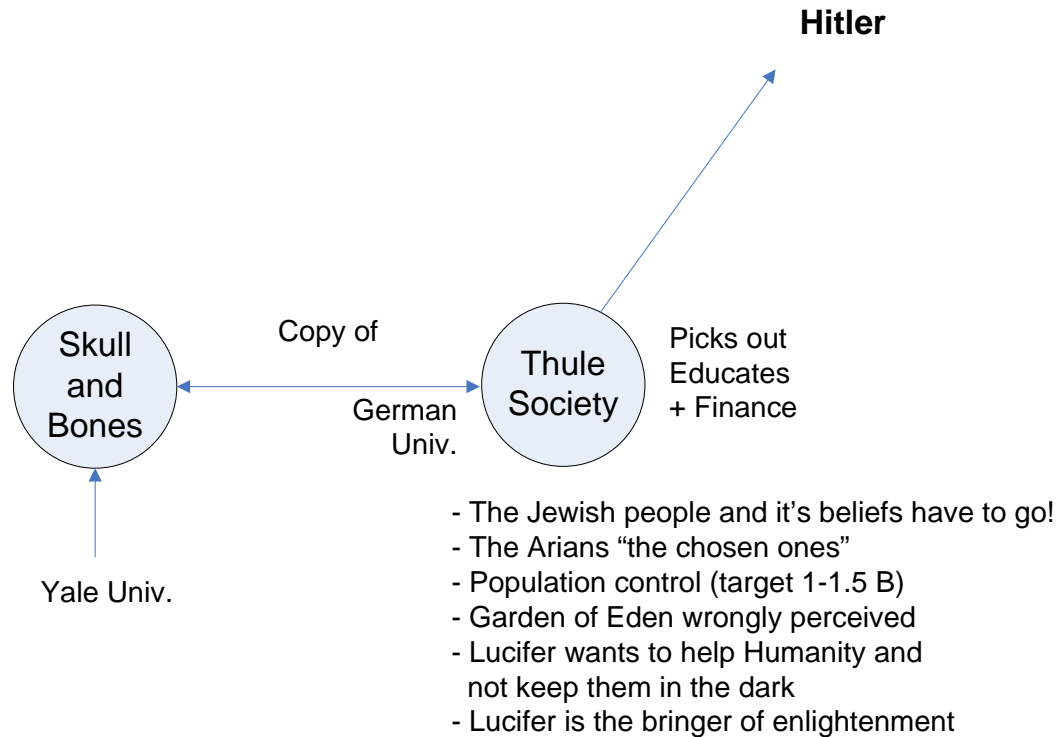 Hitler
Skull
and
Bones
Copy of
German
Univ.
Thule
Society
Picks out
Educates
+ Finance
Yale Univ.
- The Jewish people and it's beliefs have to go!
- The Arians “the chosen ones”
- Population control (target 1-1.5 B)
- Garden of Eden wrongly perceived
- Lucifer wants to help Humanity and
not keep them in the dark
- Lucifer is the bringer of enlightenment